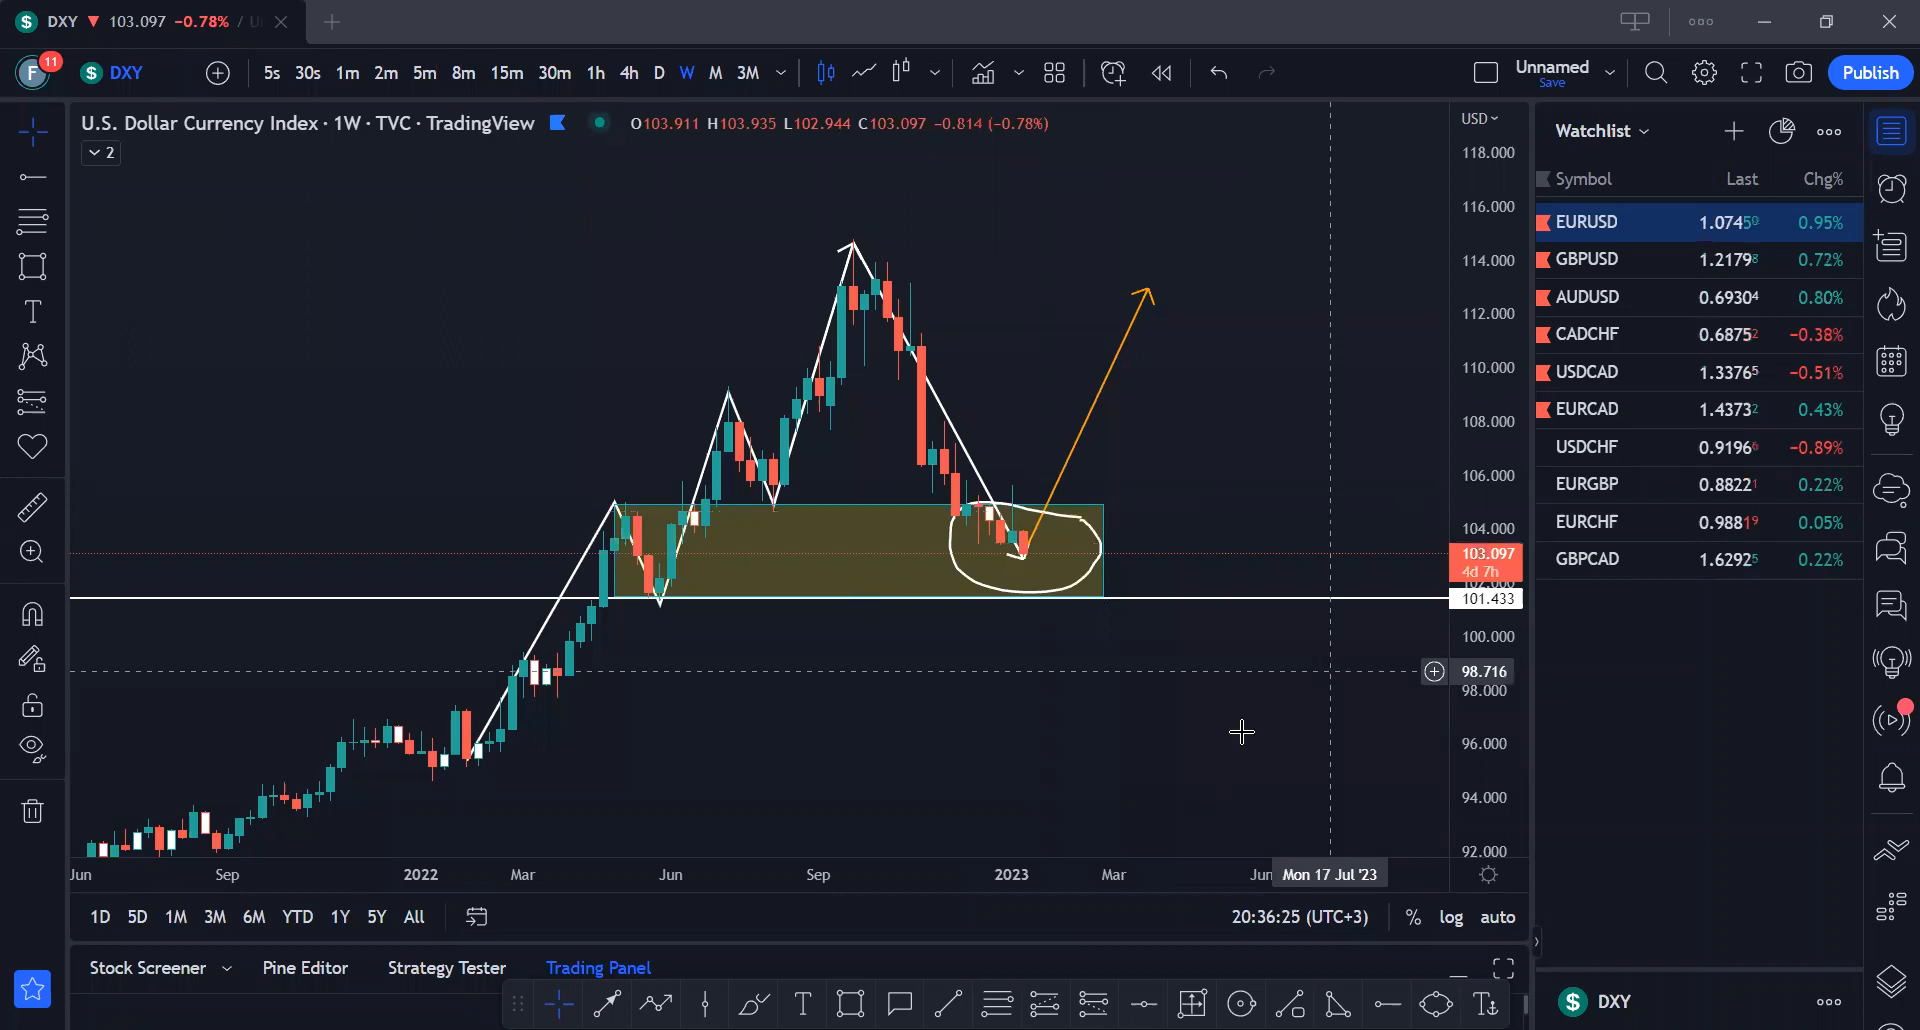 $ DXY ▼ 103.097 -0.78% / U
F 11 $ DXY 5s 30s 1m 2m 5m 8m 15m 30m 1h 4h D W M 3M Unnamed Save Publish
U.S. Dollar Currency Index · 1W · TVC · TradingView O103.911 H103.935 L102.944 C103.097 -0.814 (-0.78%)
2
USD
118.000
116.000
114.000
112.000
110.000
108.000
106.000
104.000
103.097
4d 7h
102.000
101.433
100.000
98.716
98.000
96.000
94.000
92.000
Jun Sep 2022 Mar Jun Sep 2023 Mar Jun Mon 17 Jul '23
1D 5D 1M 3M 6M YTD 1Y 5Y All 20:36:25 (UTC+3) % log auto
Stock Screener Pine Editor Strategy Tester Trading Panel
Watchlist
Symbol Last Chg%
EURUSD 1.07450 0.95%
GBPUSD 1.21798 0.72%
AUDUSD 0.69304 0.80%
CADCHF 0.68752 -0.38%
USDCAD 1.33765 -0.51%
EURCAD 1.43732 0.43%
USDCHF 0.91966 -0.89%
EURGBP 0.88221 0.22%
EURCHF 0.98819 0.05%
GBPCAD 1.62925 0.22%
$ DXY